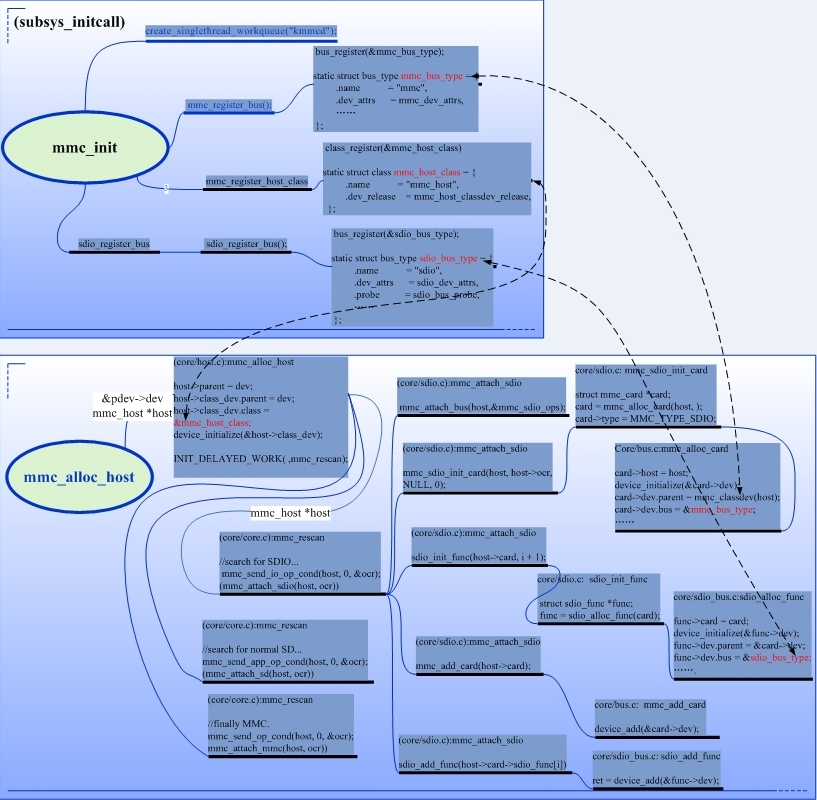 (subsys_initcall)
create_singlethread_workqueue("kmmcd");
bus_register(&mmc_bus_type);
static struct bus_type mmc_bus_type = {
.name = "mmc",
.dev_attrs = mmc_dev_attrs,
......
};
mmc_register_bus();
mmc_init
class_register(&mmc_host_class)
static struct class mmc_host_class = {
.name = "mmc_host",
.dev_release = mmc_host_classdev_release,
};
mmc_register_host_class
sdio_register_bus
sdio_register_bus();
bus_register(&sdio_bus_type);
static struct bus_type sdio_bus_type = {
.name = "sdio",
.dev_attrs = sdio_dev_attrs,
.probe = sdio_bus_probe,
......
};
(core/host.c):mmc_alloc_host
host->parent = dev;
host->class_dev.parent = dev;
host->class_dev.class =
&mmc_host_class;
device_initialize(&host->class_dev);
INIT_DELAYED_WORK( ,mmc_rescan);
&pdev->dev
mmc_host *host
mmc_alloc_host
mmc_host *host
(core/sdio.c):mmc_attach_sdio
mmc_attach_bus(host,&mmc_sdio_ops);
core/sdio.c: mmc_sdio_init_card
struct mmc_card *card;
card = mmc_alloc_card(host, );
card->type = MMC_TYPE_SDIO;
(core/sdio.c):mmc_attach_sdio
mmc_sdio_init_card(host, host->ocr,
NULL, 0);
Core/bus.c:mmc_alloc_card
card->host = host;
device_initialize(&card->dev)
card->dev.parent = mmc_classdev(host);
card->dev.bus = &mmc_bus_type;
......
(core/core.c):mmc_rescan
//search for SDIO...
mmc_send_io_op_cond(host, 0, &ocr);
(mmc_attach_sdio(host, ocr))
(core/sdio.c):mmc_attach_sdio
sdio_init_func(host->card, i + 1);
core/sdio.c: sdio_init_func
struct sdio_func *func;
func = sdio_alloc_func(card);
core/sdio_bus.c:sdio_alloc_func
func->card = card;
device_initialize(&func->dev);
func->dev.parent = &card->dev;
func->dev.bus = &sdio_bus_type;
......
(core/core.c):mmc_rescan
//search for normal SD...
mmc_send_app_op_cond(host, 0, &ocr);
(mmc_attach_sd(host, ocr))
(core/sdio.c):mmc_attach_sdio
mmc_add_card(host->card);
(core/core.c):mmc_rescan
//finally MMC.
mmc_send_op_cond(host, 0, &ocr);
mmc_attach_mmc(host, ocr))
core/bus.c: mmc_add_card
device_add(&card->dev);
(core/sdio.c):mmc_attach_sdio
sdio_add_func(host->card->sdio_func[i])
core/sdio_bus.c: sdio_add_func
ret = device_add(&func->dev);